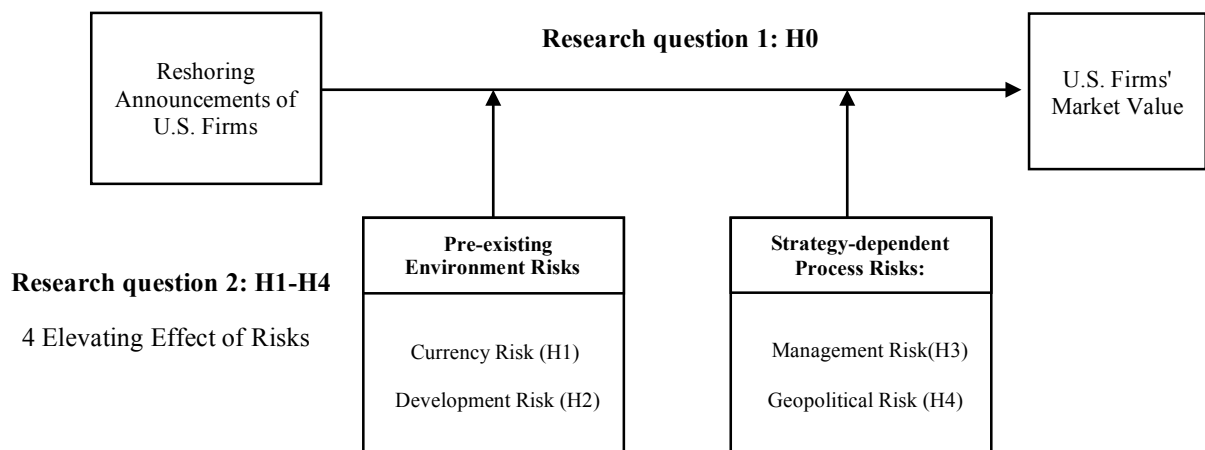 Research question 1: H0
Reshoring
Announcements of
U.S. Firms
U.S. Firms'
Market Value
Pre-existing
Environment Risks
Strategy-dependent
Process Risks:
Research question 2: H1-H4
4 Elevating Effect of Risks
Currency Risk (H1)
Development Risk (H2)
Management Risk(H3)
Geopolitical Risk (H4)